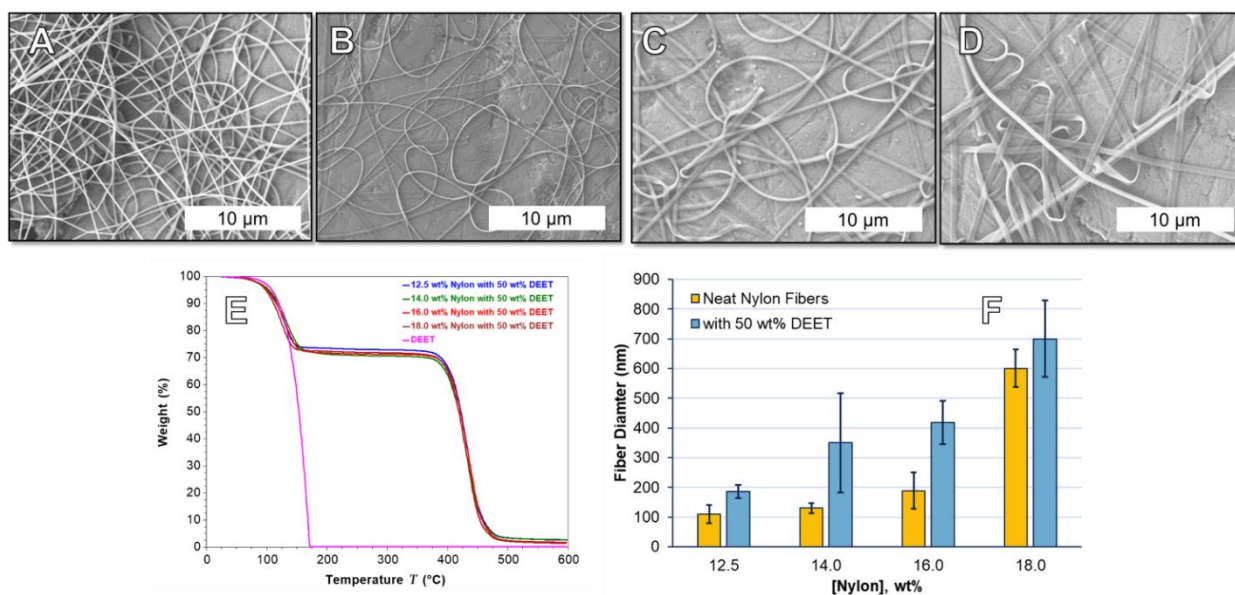 A
B
C
D
10 μm
10 μm
10 μm
10 μm
E
12.5 wt% Nylon with 50 wt% DEET
14.0 wt% Nylon with 50 wt% DEET
16.0 wt% Nylon with 50 wt% DEET
18.0 wt% Nylon with 50 wt% DEET
DEET
100
90
80
70
60
50
40
30
20
10
0
Weight (%)
0
100
200
300
400
500
600
Temperature T (°C)
F
Neat Nylon Fibers
with 50 wt% DEET
900
800
700
600
500
400
300
200
100
0
Fiber Diamter (nm)
12.5
14.0
16.0
18.0
[Nylon], wt%